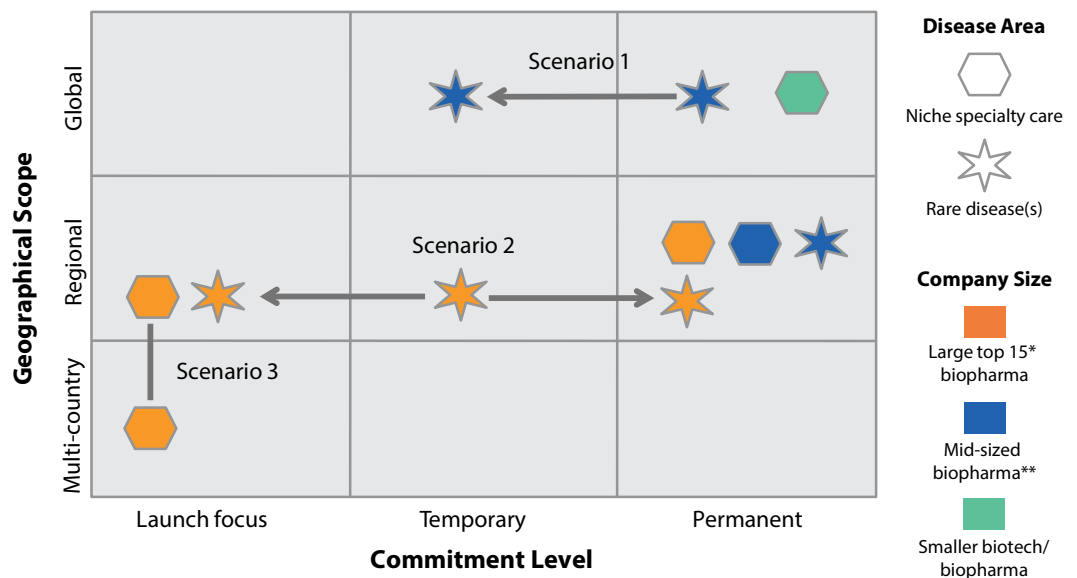 Geographical Scope
Global
Regional
Multi-country
Scenario 1
Scenario 2
Scenario 3
Launch focus
Temporary
Permanent
Commitment Level
Disease Area
Niche specialty care
Rare disease(s)
Company Size
Large top 15*
biopharma
Mid-sized
biopharma**
Smaller biotech/
biopharma